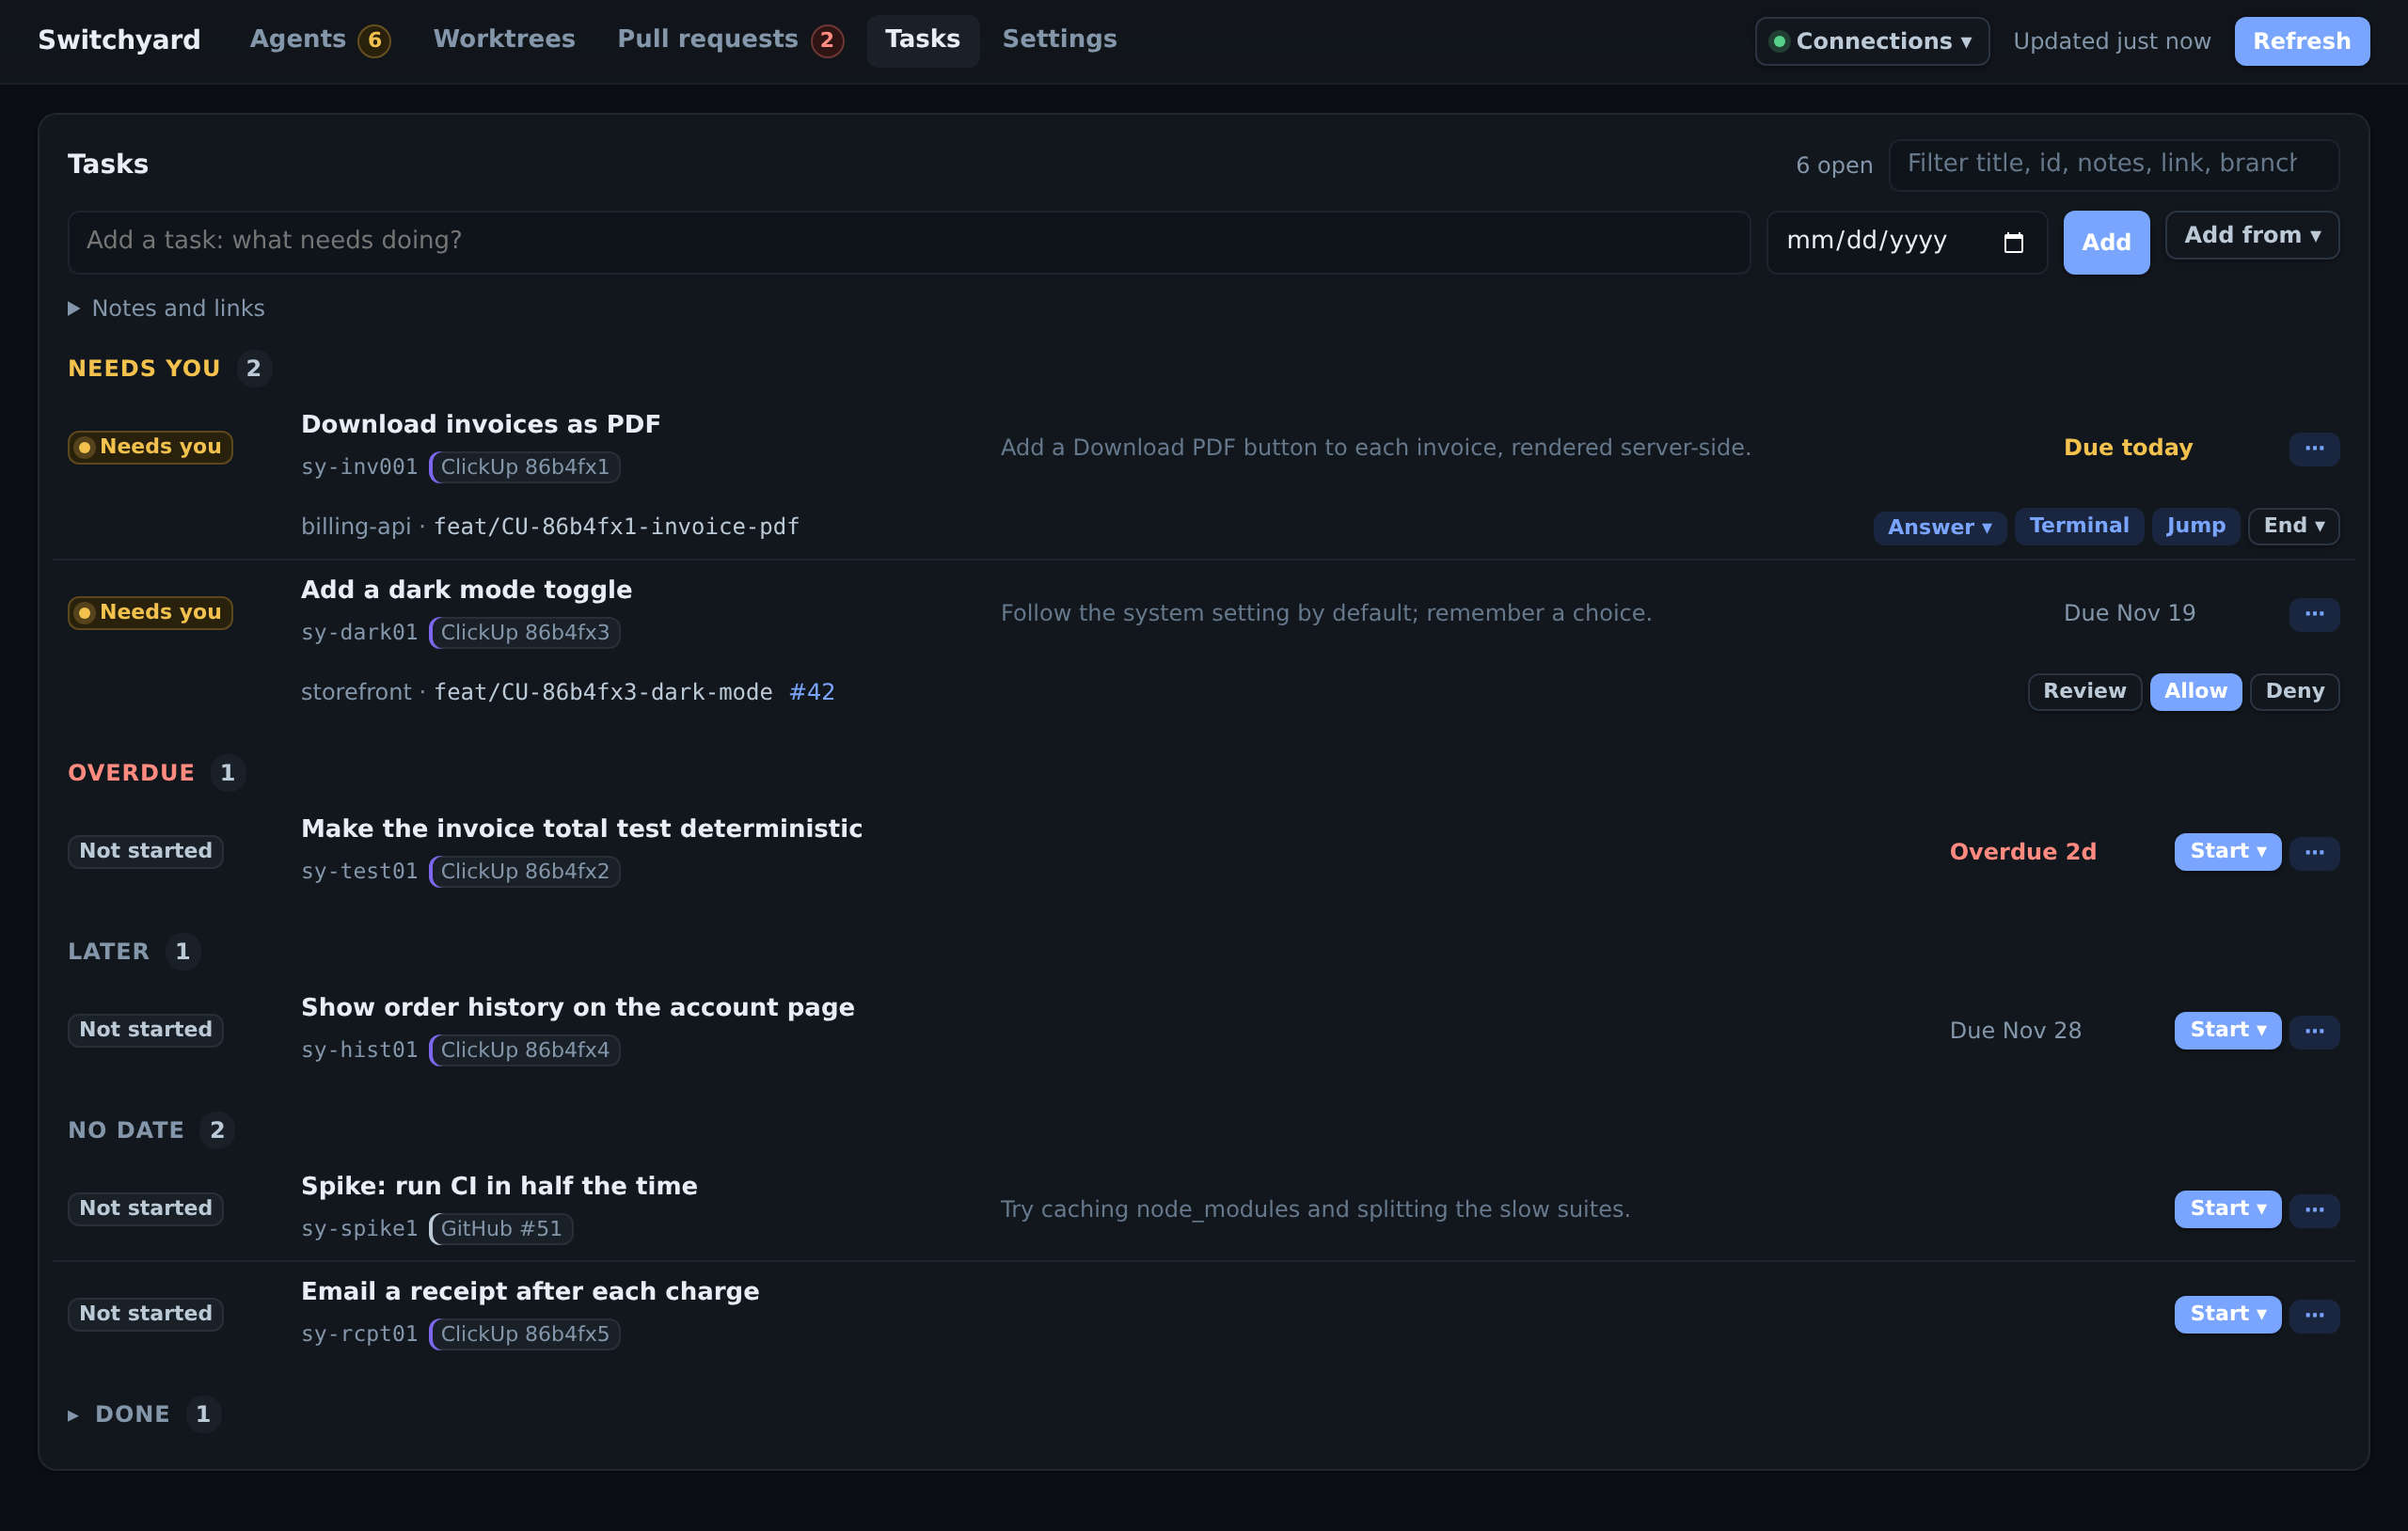 Switchyard Agents 6 Worktrees Pull requests 2 Tasks Settings Connections ▾ Updated just now Refresh
Tasks 6 open Filter title, id, notes, link, branch
Add a task: what needs doing? mm/dd/yyyy Add Add from ▾
▶ Notes and links
NEEDS YOU 2
Download invoices as PDF
Needs you Add a Download PDF button to each invoice, rendered server-side. Due today ···
sy-inv001 ClickUp 86b4fx1
billing-api · feat/CU-86b4fx1-invoice-pdf Answer ▾ Terminal Jump End ▾
Add a dark mode toggle
Needs you Follow the system setting by default; remember a choice. Due Nov 19 ···
sy-dark01 ClickUp 86b4fx3
storefront · feat/CU-86b4fx3-dark-mode #42 Review Allow Deny
OVERDUE 1
Make the invoice total test deterministic
Not started Overdue 2d Start ▾ ···
sy-test01 ClickUp 86b4fx2
LATER 1
Show order history on the account page
Not started Due Nov 28 Start ▾ ···
sy-hist01 ClickUp 86b4fx4
NO DATE 2
Spike: run CI in half the time
Not started Try caching node_modules and splitting the slow suites. Start ▾ ···
sy-spike1 GitHub #51
Email a receipt after each charge
Not started Start ▾ ···
sy-rcpt01 ClickUp 86b4fx5
▸ DONE 1